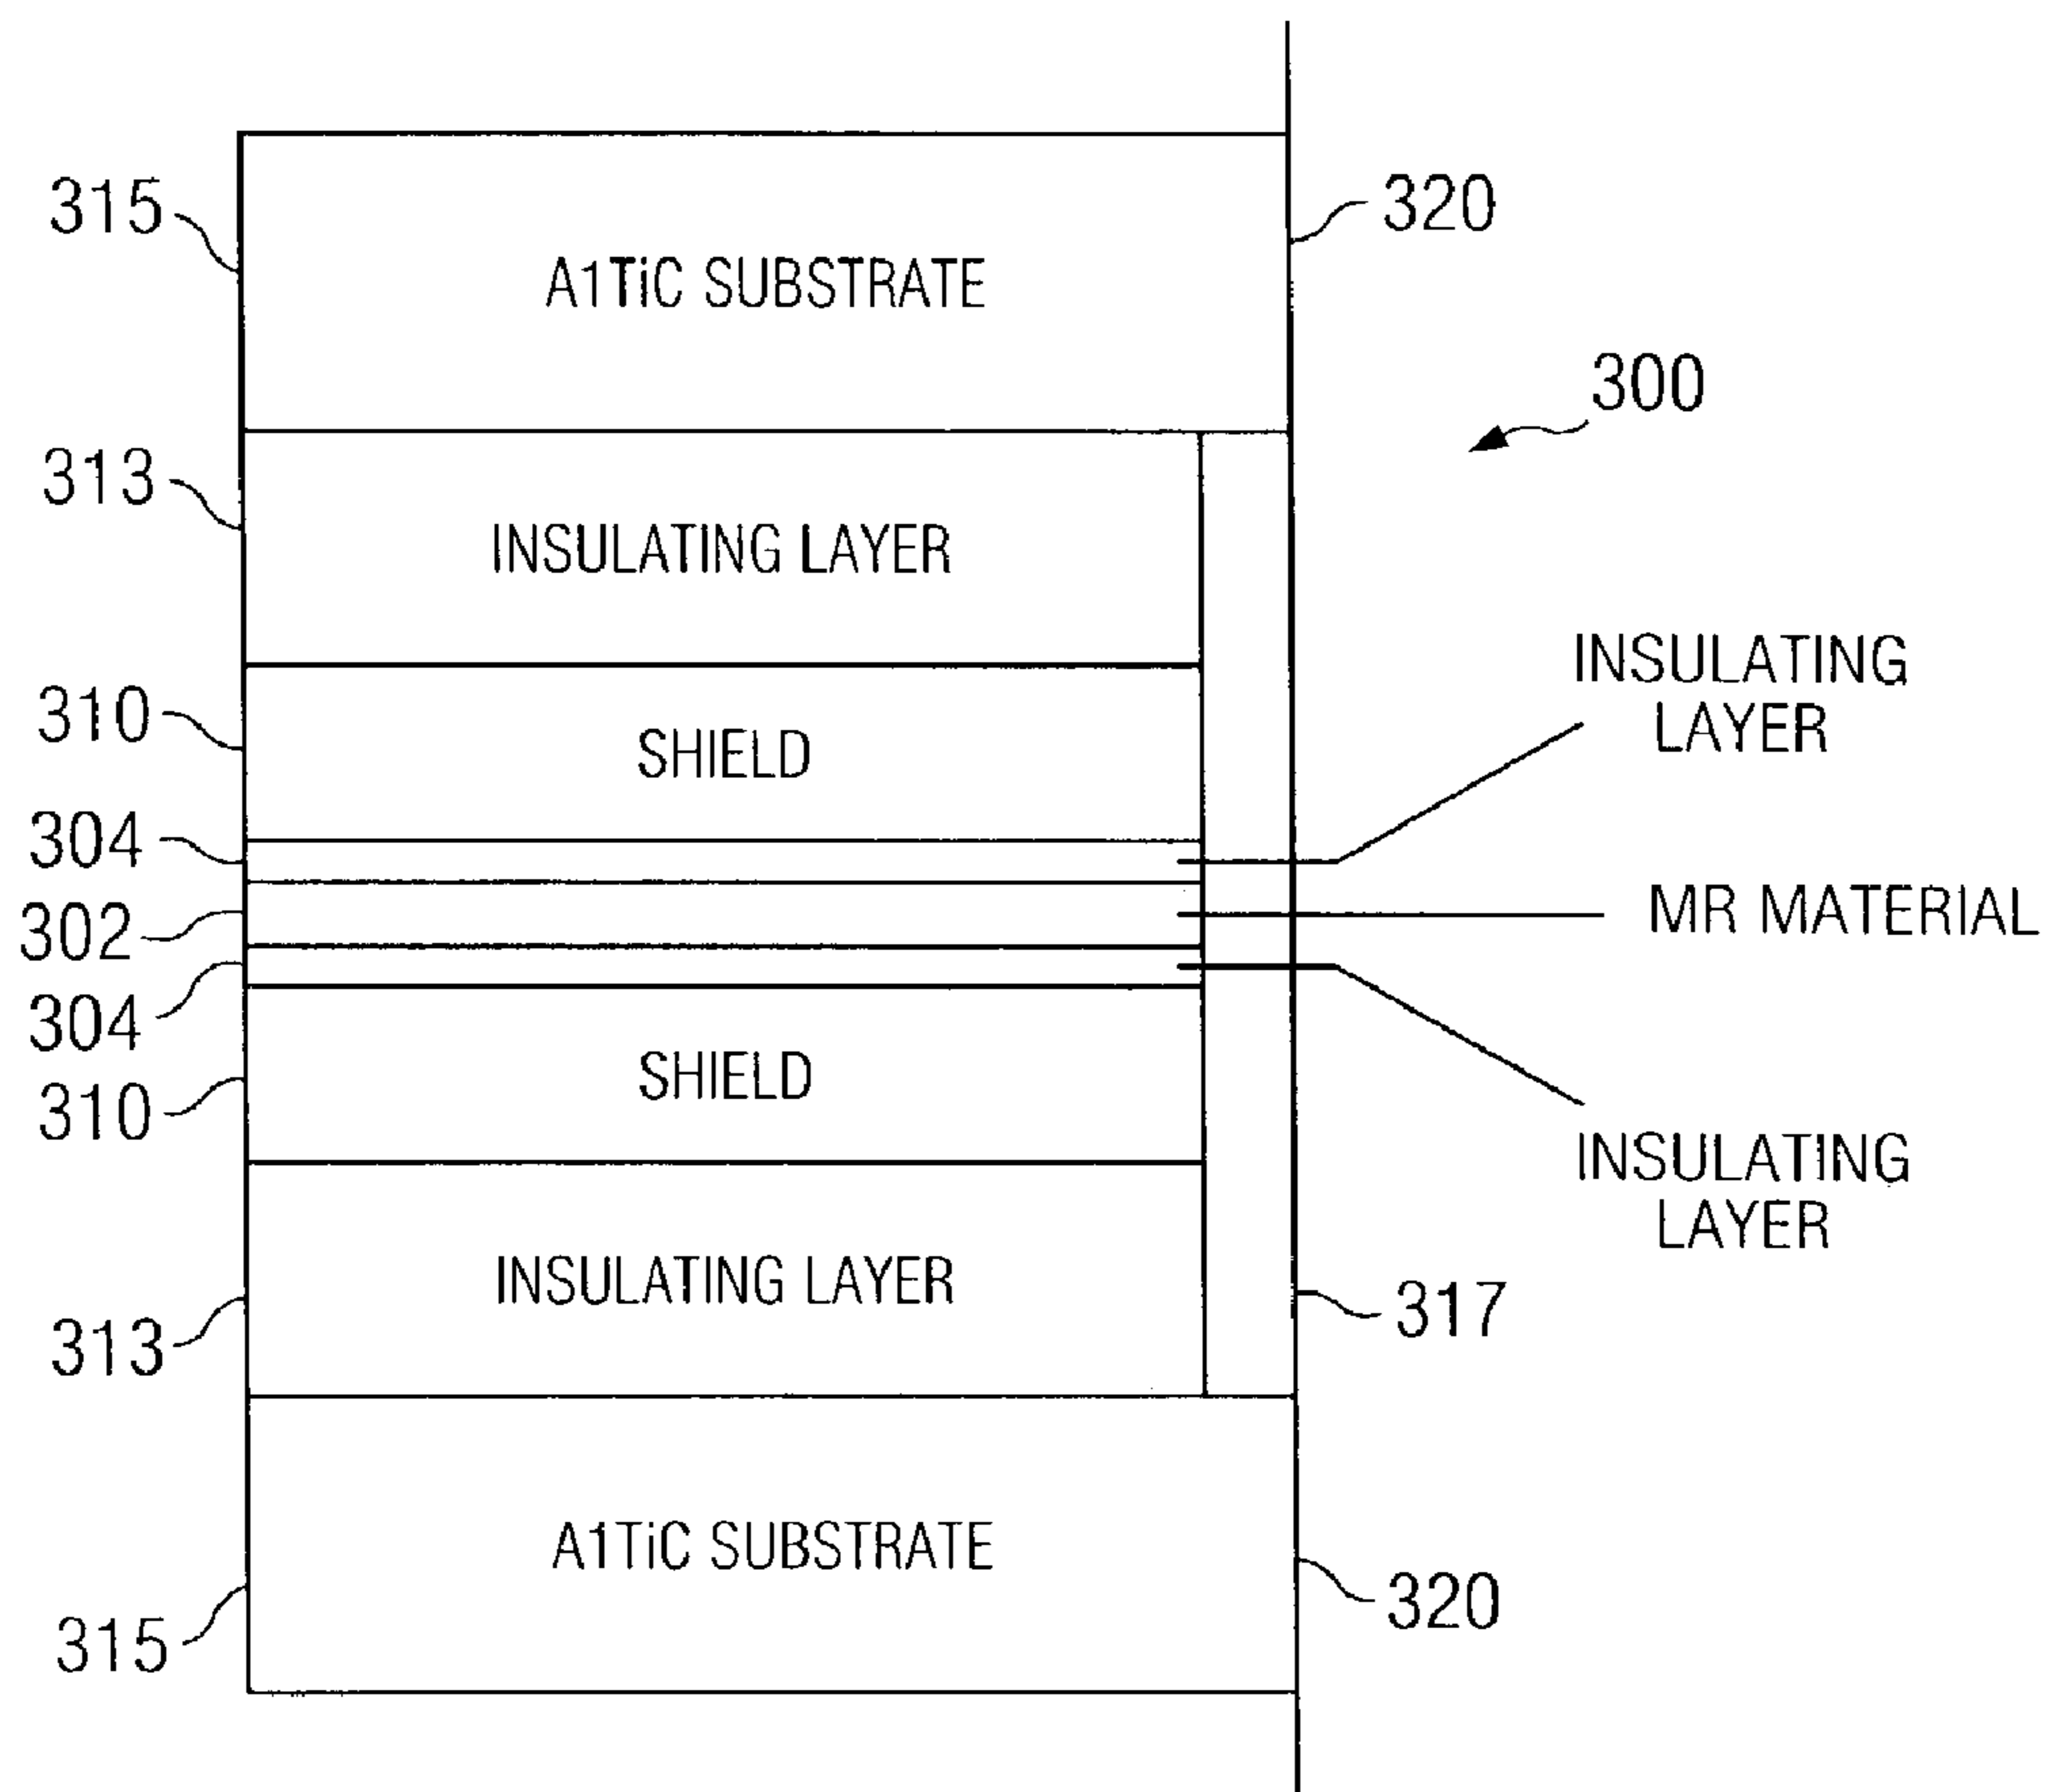 315
A1TiC SUBSTRATE
320
300
313
INSULATING LAYER
310
SHIELD
INSULATING
LAYER
304
302
MR MATERIAL
304
310
SHIELD
INSULATING
LAYER
313
INSULATING LAYER
317
315
A1TiC SUBSTRATE
320